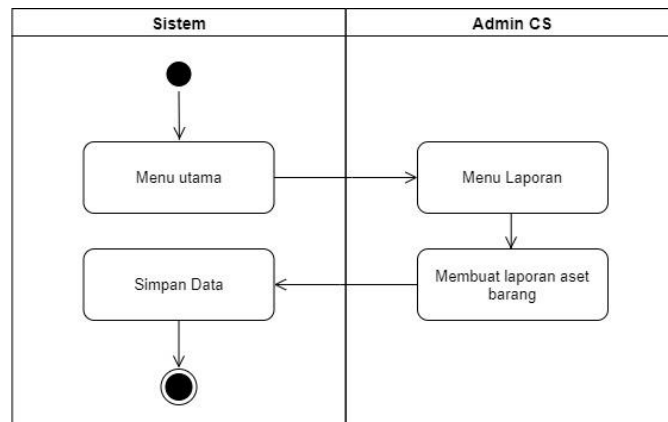 Sistem
Admin CS
Menu utama
Menu Laporan
Simpan Data
Membuat laporan aset
barang